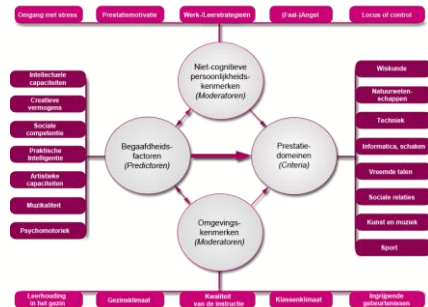 Omgang met stress
Prestatiemotivatie
Werk-/Leerstrategieën
(Faal-)Angst
Locus of control
Niet-cognitieve
persoonlijkheids-
kenmerken
(Moderatoren)
Intellectuele
capaciteiten
Creatieve
vermogens
Sociale
competentie
Praktische
Intelligentie
Artistieke
capaciteiten
Muzikaliteit
Psychomotoriek
Begaafdheids-
factoren
(Predictoren)
Prestatie-
domeinen
(Criteria)
Wiskunde
Natuurweten-
schappen
Techniek
Informatica, schaken
Vreemde talen
Sociale relaties
Kunst en muziek
Sport
Omgevings-
kenmerken
(Moderatoren)
Leerhouding
in het gezin
Gezinsklimaat
Kwaliteit
van de instructie
Klassenklimaat
Ingrijpende
gebeurtenissen